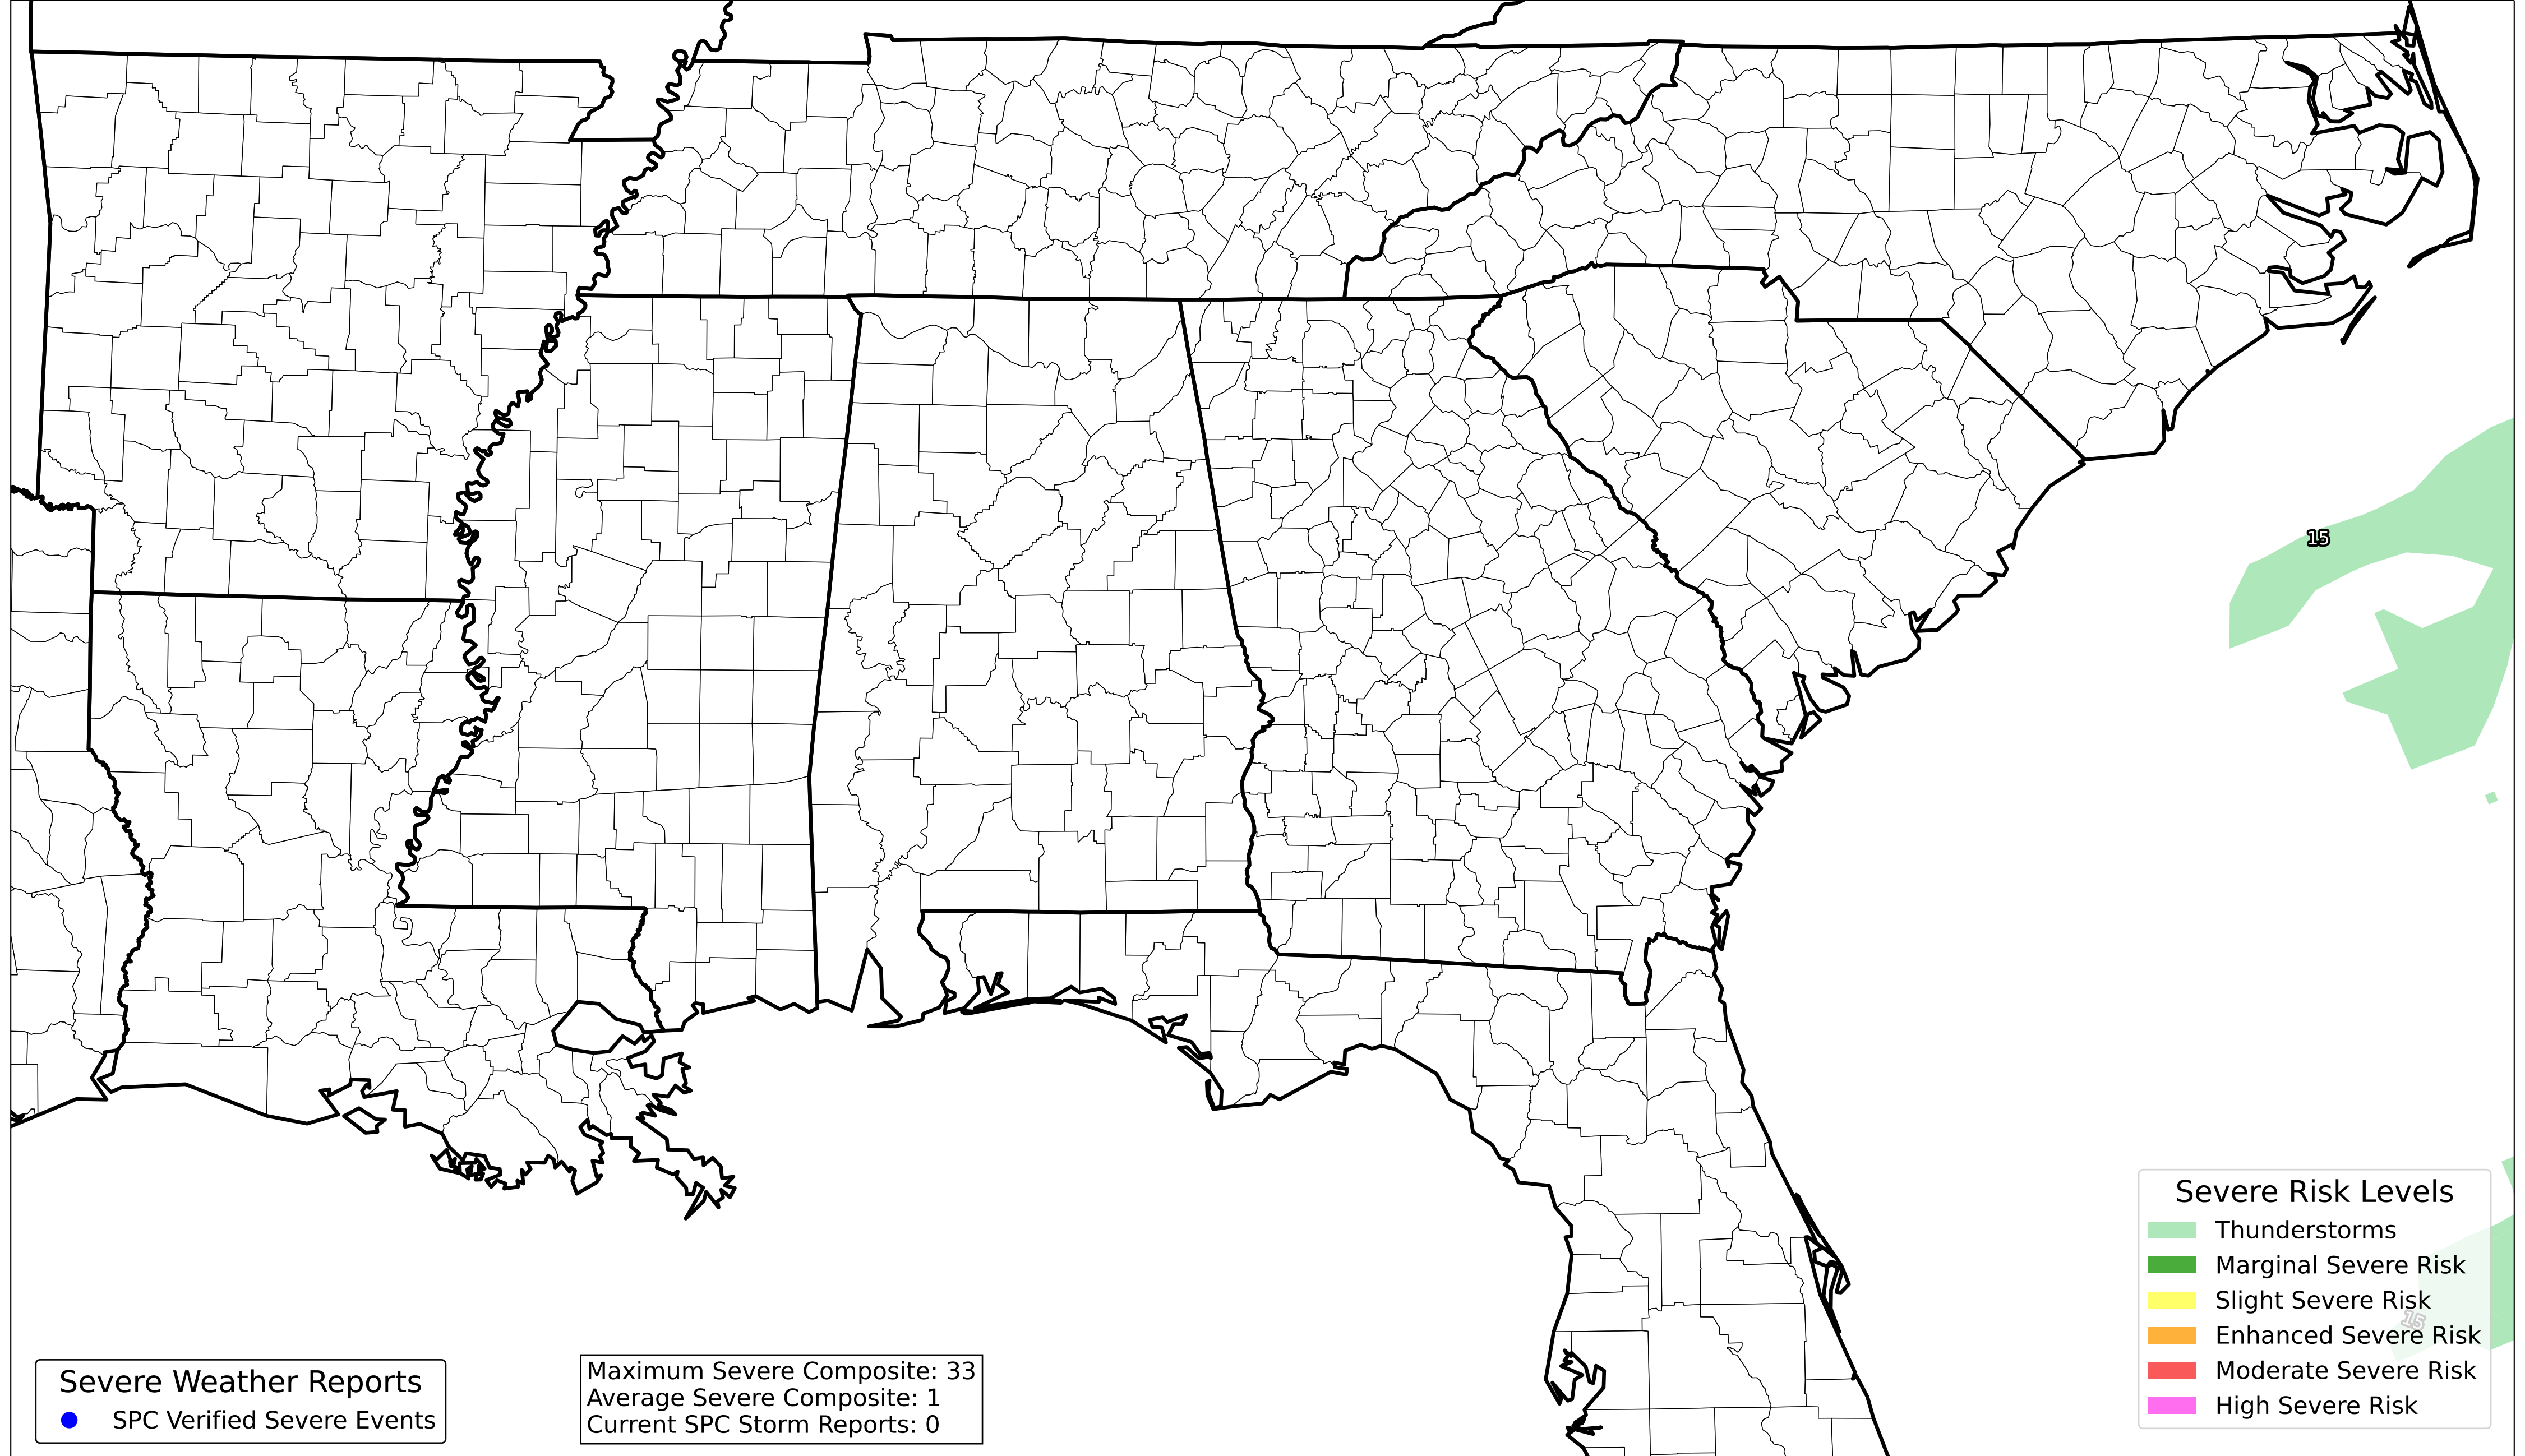 15
Severe Risk Levels
Thunderstorms
Marginal Severe Risk
Slight Severe Risk
15
Enhanced Severe Risk
Moderate Severe Risk
High Severe Risk
Severe Weather Reports
SPC Verified Severe Events
Maximum Severe Composite: 33
Average Severe Composite: 1
Current SPC Storm Reports: 0